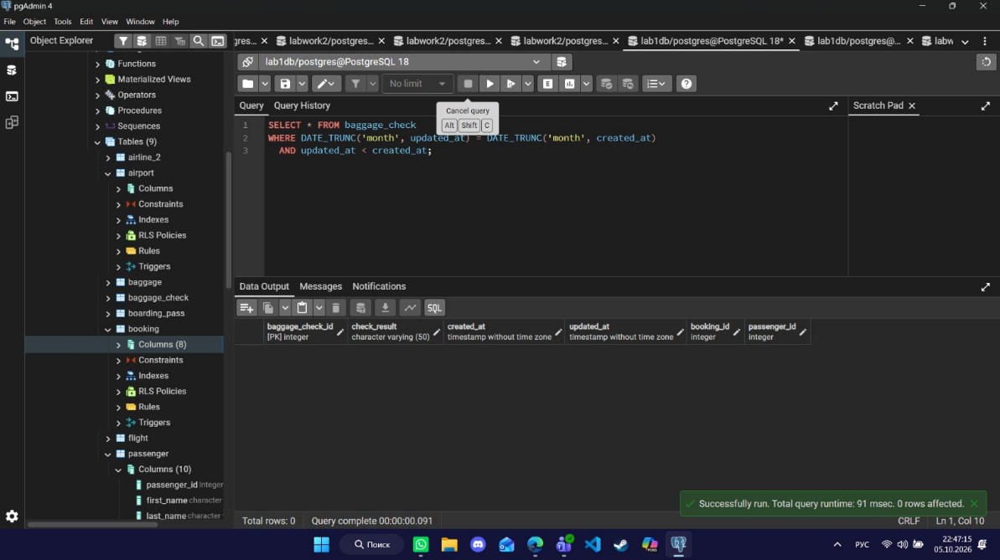 pgAdmin 4
File Object Tools Edit View Window Help
Object Explorer
gres... labwork2/postgres... labwork2/postgres... labwork2/postgres... lab1db/postgres@PostgreSQL 18* lab1db/postgres@... labw
lab1db/postgres@PostgreSQL 18
No limit
E
Cancel query
Alt Shift C
Query Query History
Scratch Pad
1 SELECT * FROM baggage_check
2 WHERE DATE_TRUNC('month', updated_at) = DATE_TRUNC('month', created_at)
3 AND updated_at < created_at;
Functions
Materialized Views
Operators
Procedures
1..3 Sequences
Tables (9)
airline_2
airport
Columns
Constraints
Indexes
RLS Policies
Rules
Triggers
baggage
baggage_check
boarding_pass
booking
Columns (8)
Constraints
Indexes
RLS Policies
Rules
Triggers
flight
passenger
Columns (10)
passenger_id integer
first_name character
last_name character
Data Output Messages Notifications
SQL
baggage_check_id
[PK] integer
check_result
character varying (50)
created_at
timestamp without time zone
updated_at
timestamp without time zone
booking_id
integer
passenger_id
integer
Successfully run. Total query runtime: 91 msec. 0 rows affected.
Total rows: 0 Query complete 00:00:00.091
CRLF Ln 1, Col 10
Поиск
РУС
22:47:15
05.10.2026